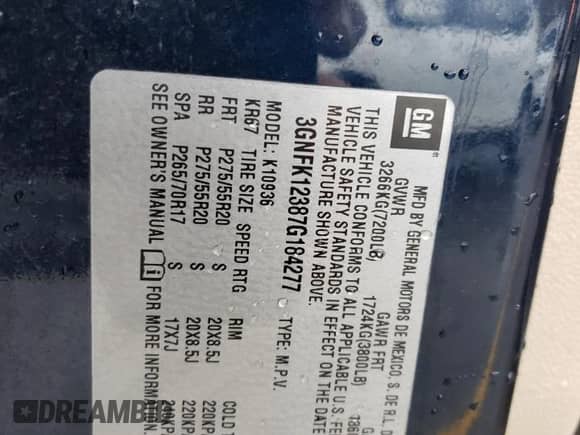 GM
MFD BY GENERAL MOTORS DE MEXICO, S. DE R.L. D
GVWR GAWR FRT G
3266KG(7200LB) 1724KG(3800LB)
THIS VEHICLE CONFORMS TO ALL APPLICABLE U.S. FE
VEHICLE SAFETY STANDARDS IN EFFECT ON THE DATE
MANUFACTURE SHOWN ABOVE.
3GNFK12387G184277 TYPE: M.P.V.
MODEL: K10936
KR67 TIRE SIZE SPEED RTG RIM COLD T
FRT P275/55R20 S 20X8.5J 220KP
RR P275/55R20 S 20X8.5J 220KP
SPA P265/70R17 S 17X7J 240KP
SEE OWNER'S MANUAL FOR MORE INFORMATION.
DREAMBID